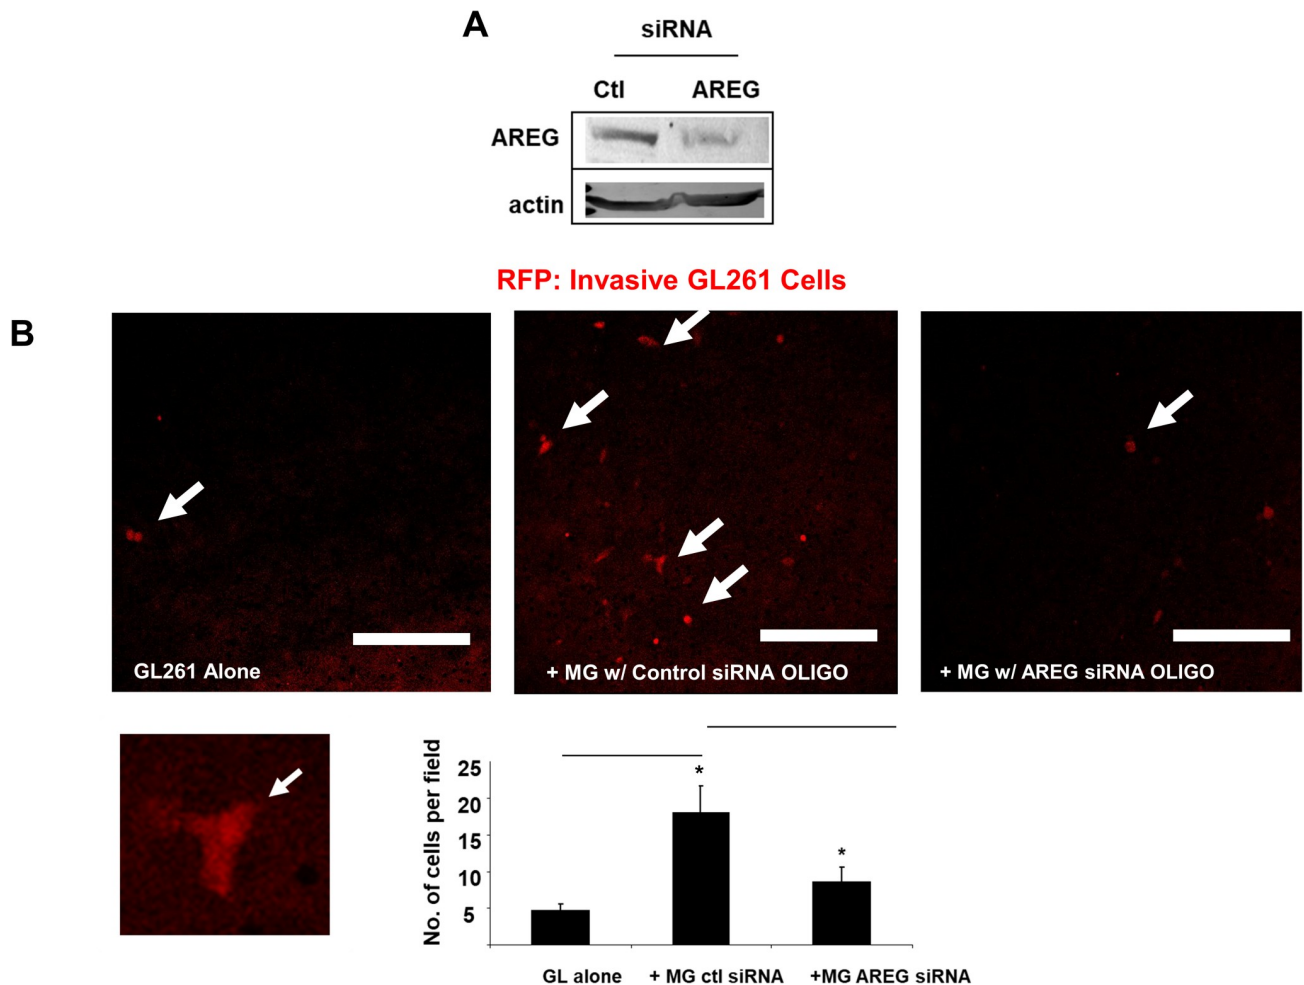 A
siRNA
Ctl AREG
AREG
actin
RFP: Invasive GL261 Cells
B
GL261 Alone
+ MG w/ Control siRNA OLIGO
+ MG w/ AREG siRNA OLIGO
No. of cells per field
25
20
15
10
5
*
*
GL alone
+ MG ctl siRNA
+MG AREG siRNA